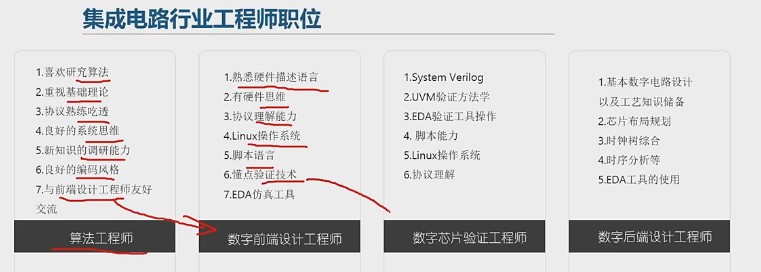 集成电路行业工程师职位
1.喜欢研究算法
2.重视基础理论
3.协议熟练吃透
4.良好的系统思维
5.新知识的调研能力
6.良好的编码风格
7.与前端设计工程师友好
交流
算法工程师
1.熟悉硬件描述语言
2.有硬件思维
3.协议理解能力
4.Linux操作系统
5.脚本语言
6.懂点验证技术
7.EDA仿真工具
数字前端设计工程师
1.System Verilog
2.UVM验证方法学
3.EDA验证工具操作
4. 脚本能力
5.Linux操作系统
6.协议理解
数字芯片验证工程师
1.基本数字电路设计
以及工艺知识储备
2.芯片布局规划
3.时钟树综合
4.时序分析等
5.EDA工具的使用
数字后端设计工程师